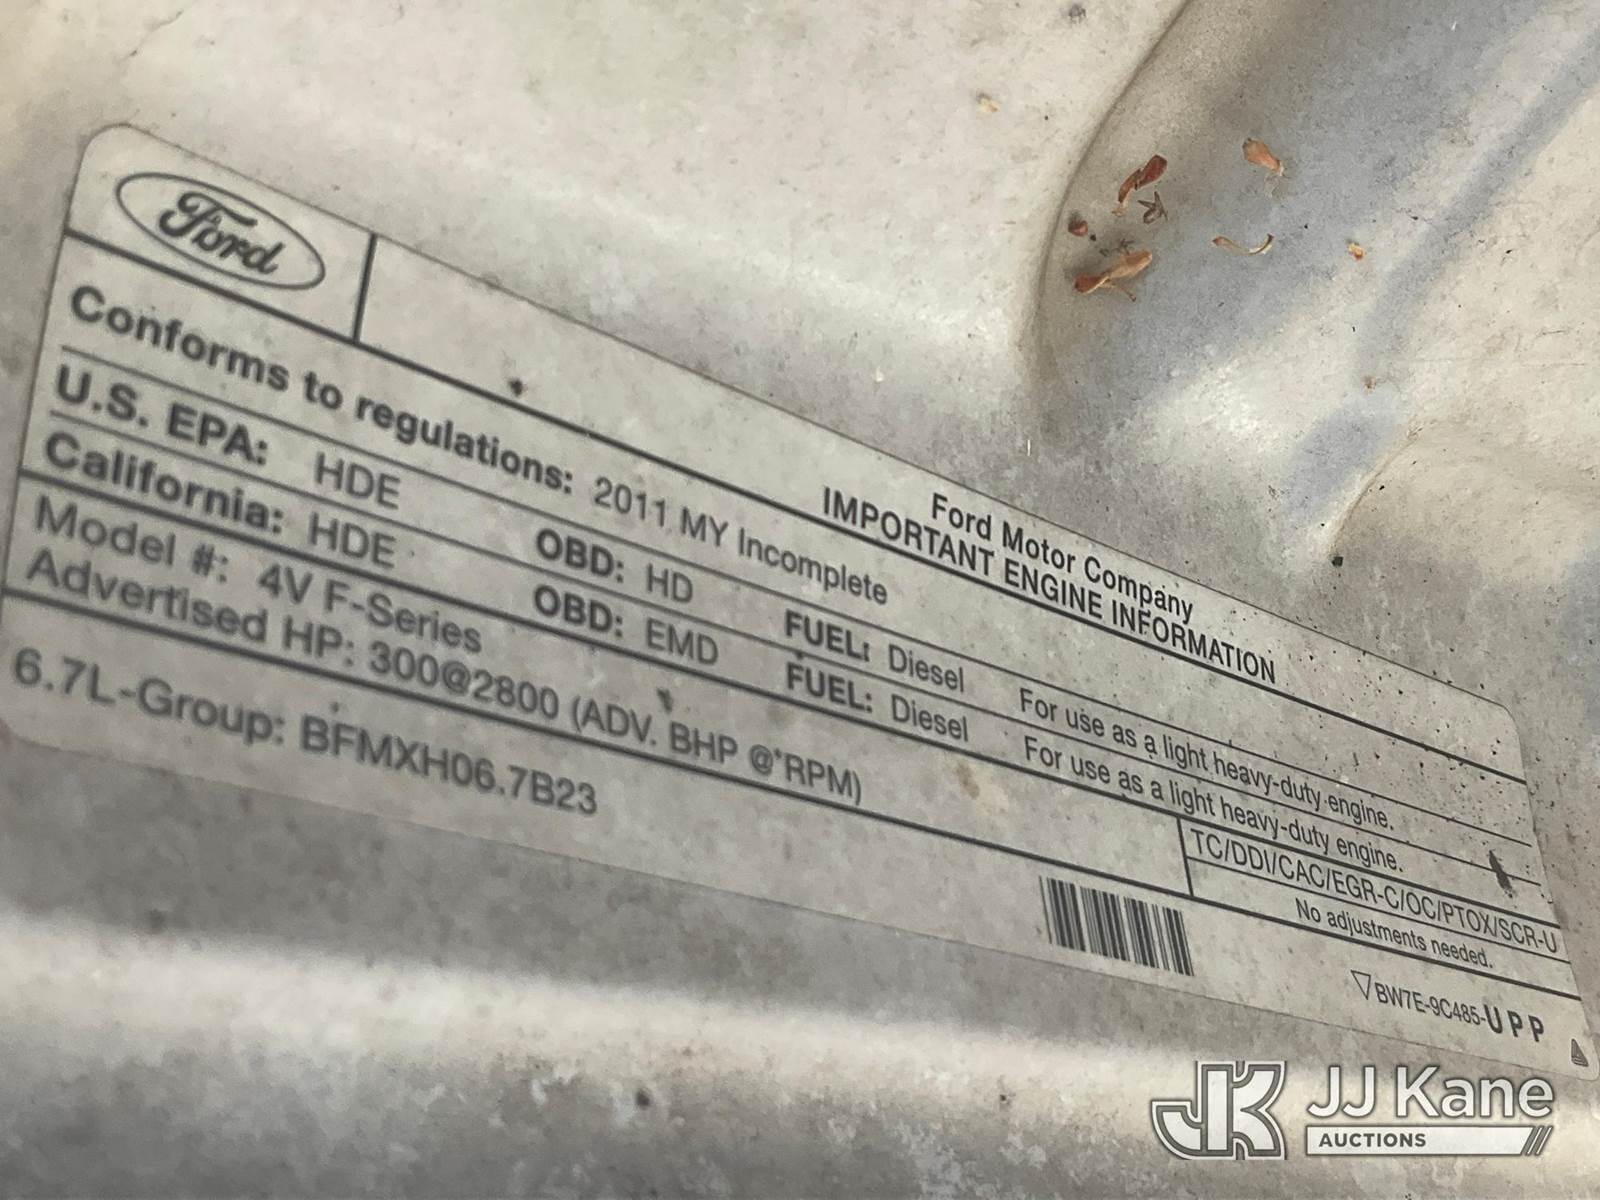 Ford
Ford Motor Company
IMPORTANT ENGINE INFORMATION
Conforms to regulations: 2011 MY Incomplete
U.S. EPA: HDE OBD: HD FUEL: Diesel For use as a light heavy-duty engine.
California: HDE OBD: EMD FUEL: Diesel For use as a light heavy-duty engine.
Model #: 4V F-Series TC/DDI/CAC/EGR-C/OC/PTOX/SCR-U
Advertised HP: 300@2800 (ADV. BHP @ RPM) No adjustments needed.
6.7L-Group: BFMXH06.7B23
BW7E-9C485-UPP
JK JJ Kane
AUCTIONS